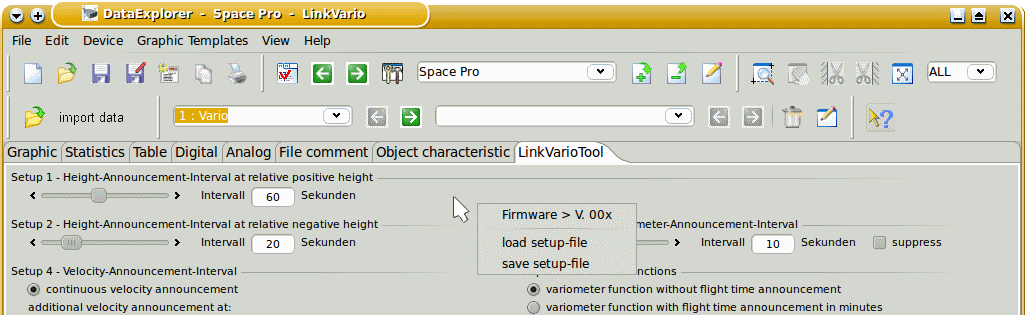 DataExplorer - Space Pro - LinkVario
File Edit Device Graphic Templates View Help
Space Pro ALL
import data 1 : Vario
Graphic Statistics Table Digital Analog File comment Object characteristic LinkVarioTool
Setup 1 - Height-Announcement-Interval at relative positive height
Intervall 60 Sekunden
Firmware > V. 00x
Setup 2 - Height-Announcement-Interval at relative negative height meter-Announcement-Interval
Intervall 20 Sekunden load setup-file Intervall 10 Sekunden suppress
save setup-file
Setup 4 - Velocity-Announcement-Interval nctions
continuous velocity announcement variometer function without flight time announcement
additional velocity announcement at: variometer function with flight time announcement in minutes